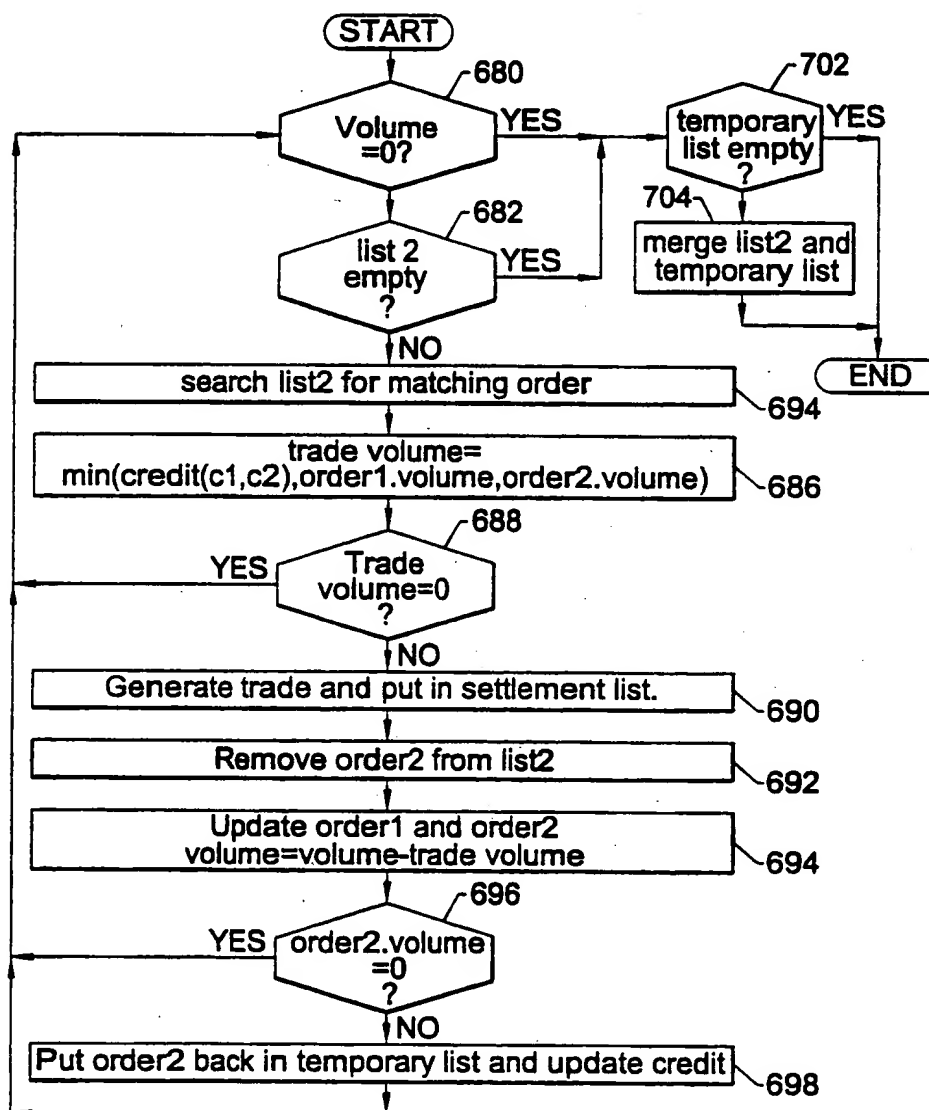 START
680
Volume
=0?
YES
702
temporary
list empty
?
YES
682
list 2
empty
?
YES
704
merge list2 and
temporary list
NO
END
search list2 for matching order
694
trade volume=
min(credit(c1,c2),order1.volume,order2.volume)
686
688
Trade
volume=0
?
YES
NO
Generate trade and put in settlement list.
690
Remove order2 from list2
692
Update order1 and order2
volume=volume-trade volume
694
696
order2.volume
=0
?
YES
NO
Put order2 back in temporary list and update credit
698